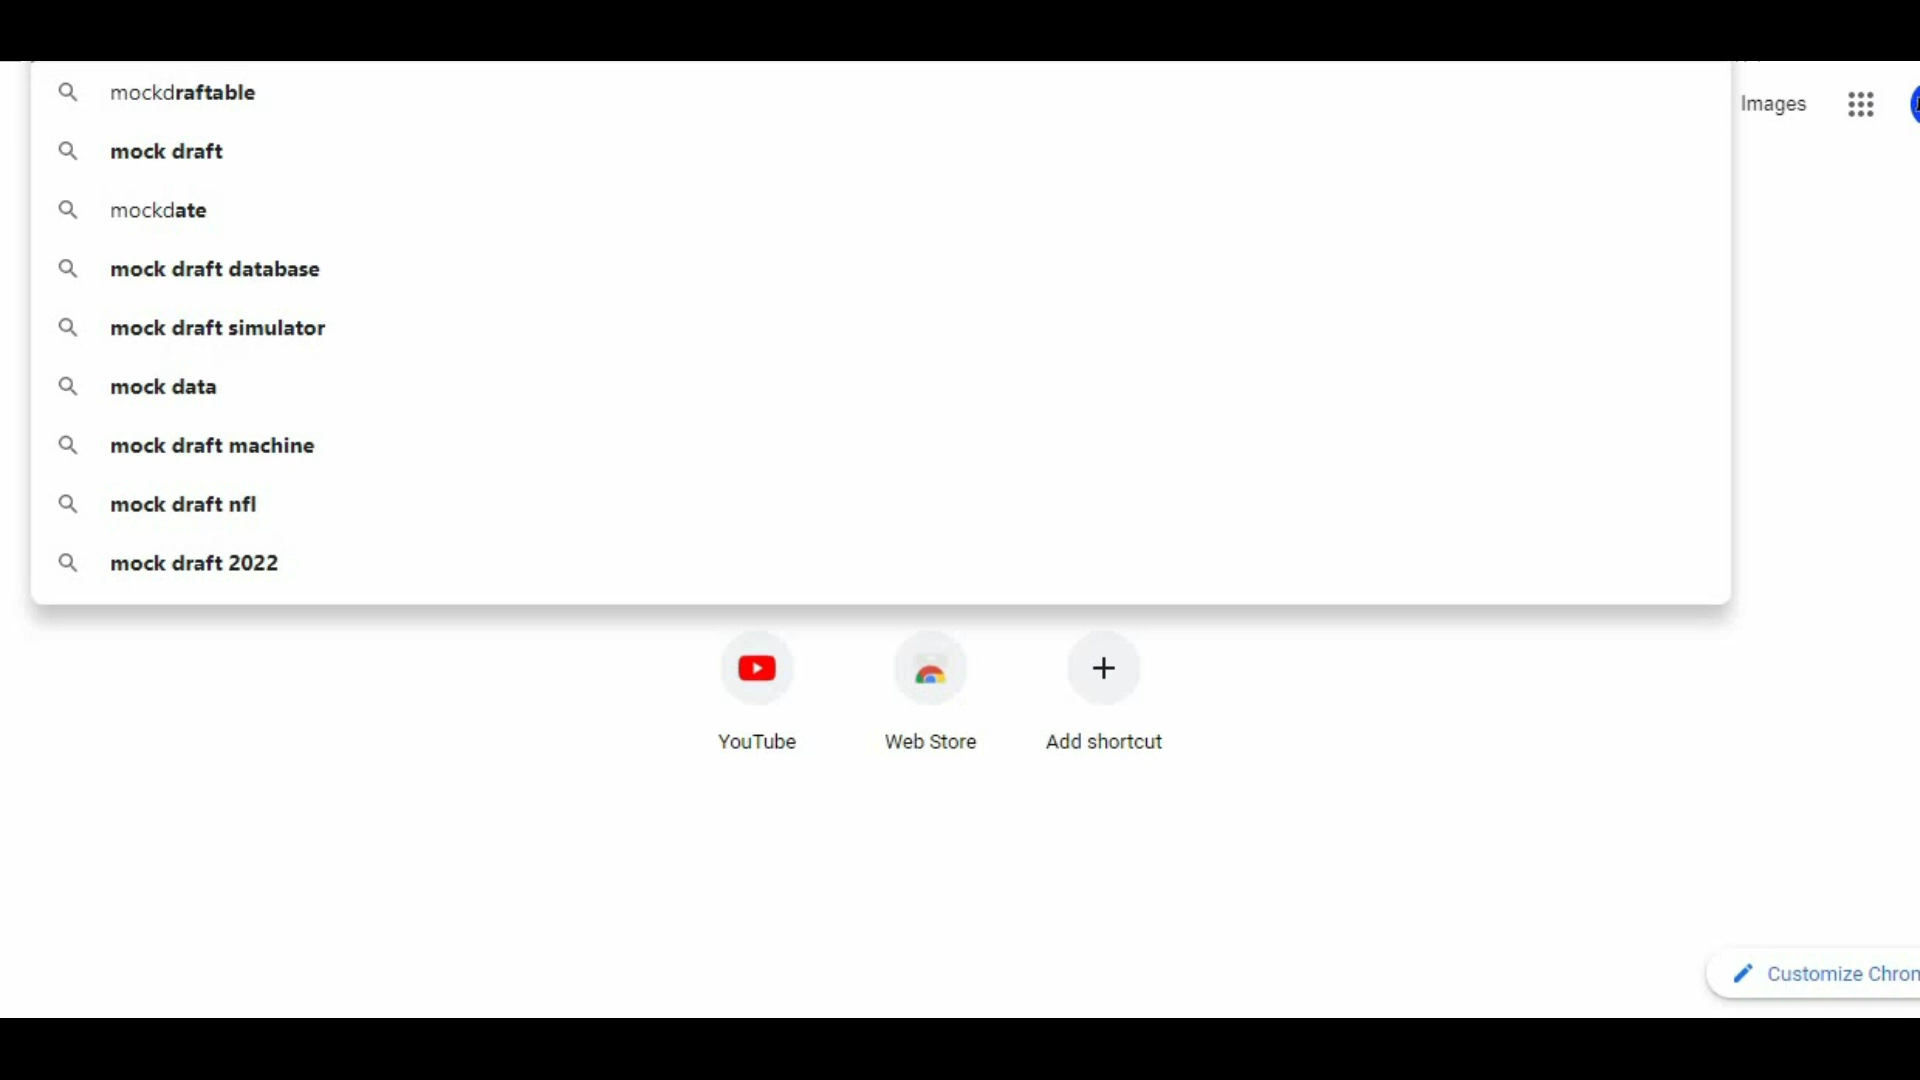 mockdraftable
Images
mock draft
mockdate
mock draft database
mock draft simulator
mock data
mock draft machine
mock draft nfl
mock draft 2022
YouTube
Web Store
Add shortcut
Customize Chrom